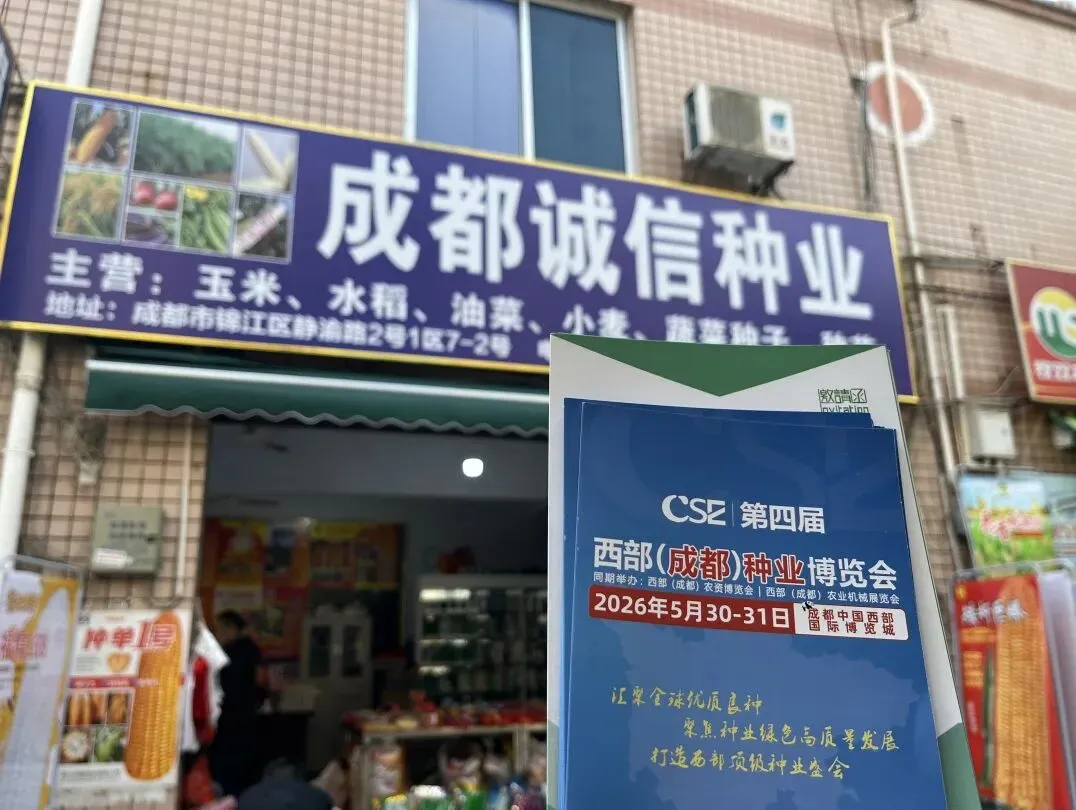 成都诚信种业
主营：玉米、水稻、油菜、小麦、蔬菜种子、
地址：成都市锦江区静渝路2号1区7-2号
邀請函
Invitation
CSE 第四届
西部(成都)种业博览会
同期举办：西部（成都）农资博览会｜西部（成都）农业机械展览会
2026年5月30-31日 成都中国西部
国际博览城
汇聚全球优质良种
聚焦种业绿色高质量发展
打造西部顶级种业盛会
冲单1号